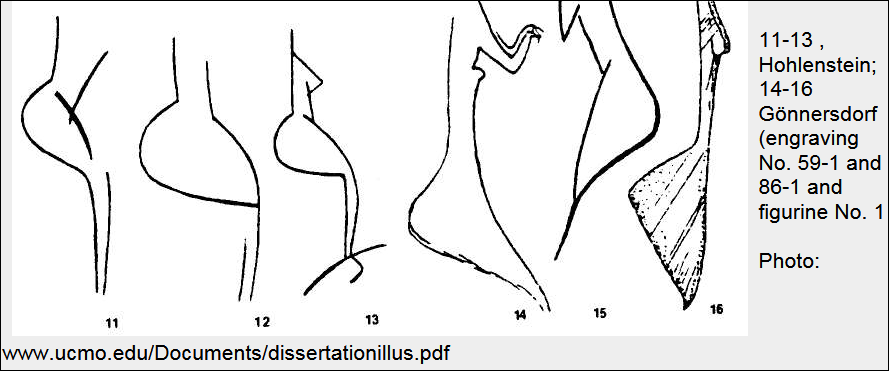 11-13 ,
Hohlenstein;
14-16
Gönnersdorf
(engraving
No. 59-1 and
86-1 and
figurine No. 1
Photo:
11 12 13 14 15 16
www.ucmo.edu/Documents/dissertationillus.pdf